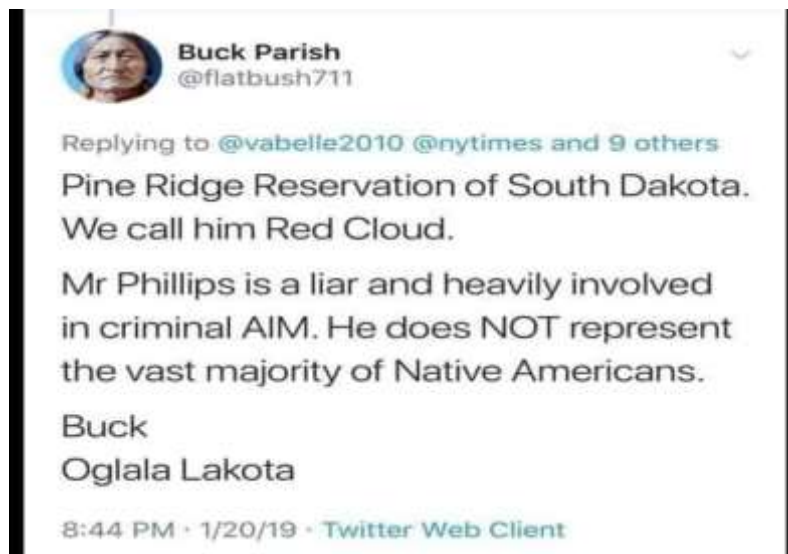 Buck Parish
@flatbush711
Replying to @vabelle2010 @nytimes and 9 others
Pine Ridge Reservation of South Dakota.
We call him Red Cloud.
Mr Phillips is a liar and heavily involved
in criminal AIM. He does NOT represent
the vast majority of Native Americans.
Buck
Oglala Lakota
8:44 PM · 1/20/19 · Twitter Web Client